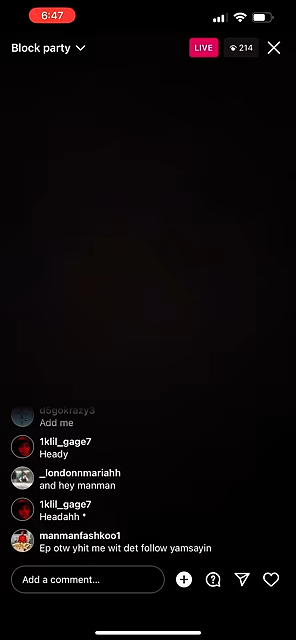 6:47
Block party
LIVE
214
d5gokrazy3
Add me
1klil_gage7
Heady
_londonnmariahh
and hey manman
1klil_gage7
Headahh *
manmanfashkoo1
Ep otw yhit me wit det follow yamsayin
Add a comment...